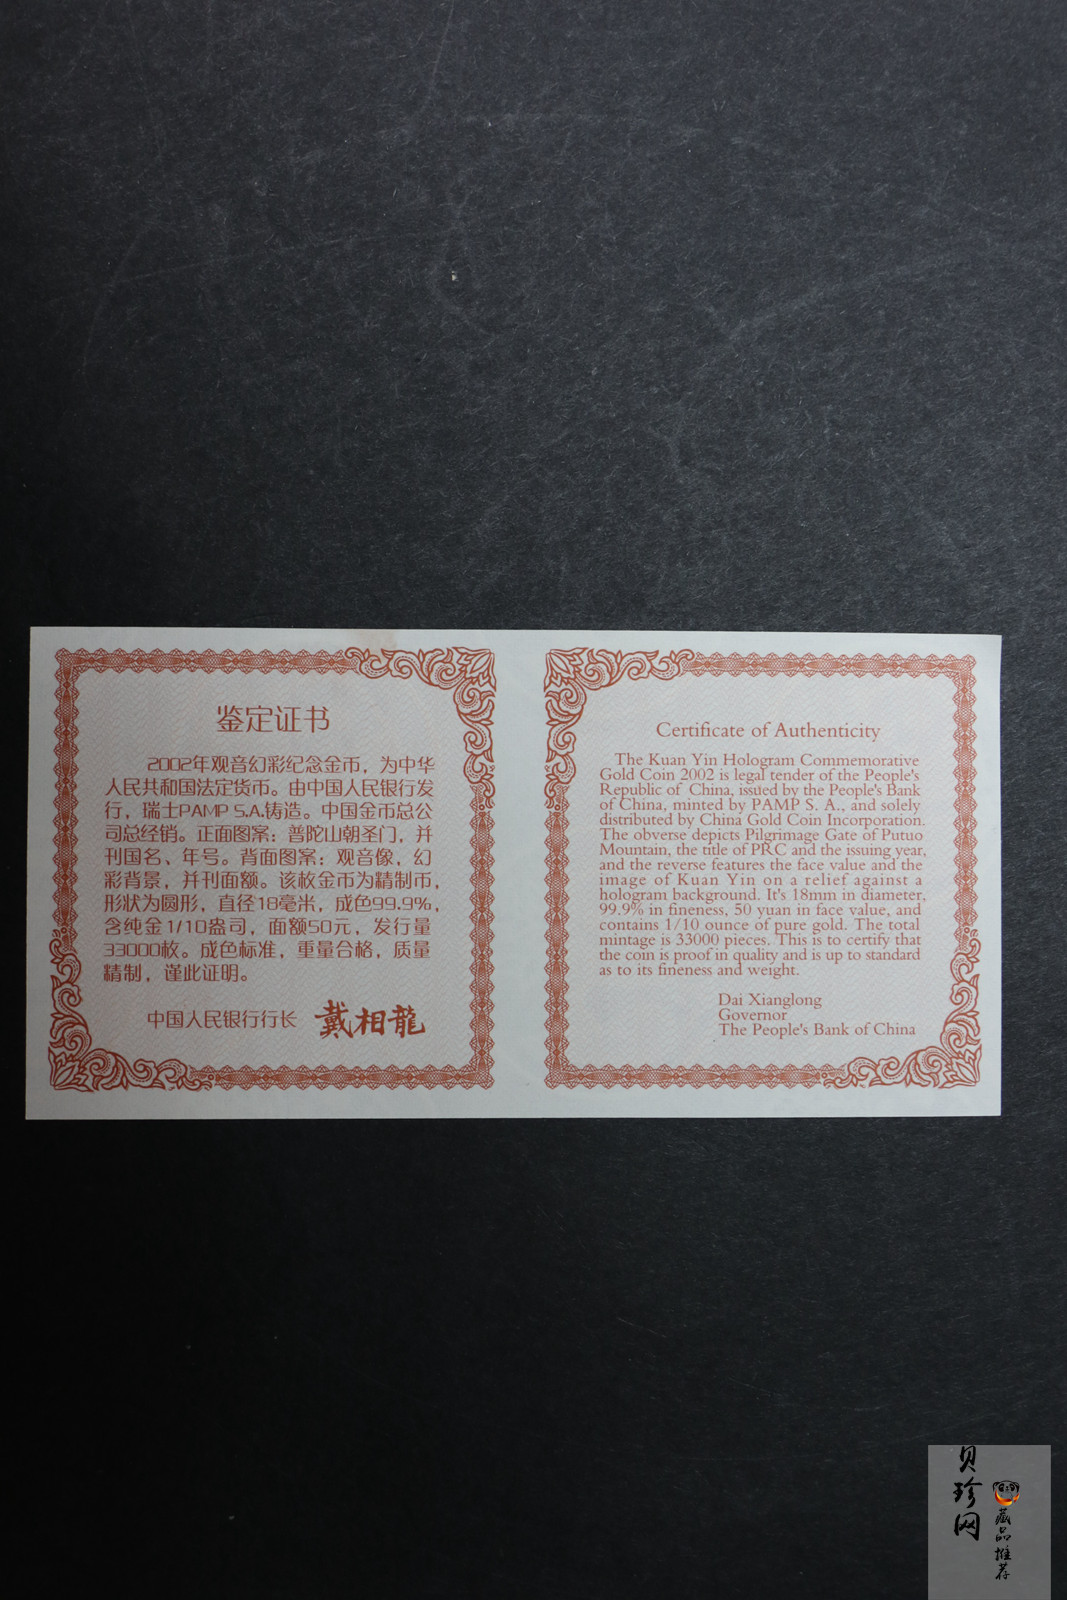 鉴定证书
2002年观音幻彩纪念金币，为中华
人民共和国法定货币。由中国人民银行发
行，瑞士PAMP S.A.铸造。中国金币总公
司总经销。正面图案：普陀山朝圣门，并
刊国名、年号。背面图案：观音像，幻
彩背景，并刊面额。该枚金币为精制币，
形状为圆形，直径18毫米，成色99.9%，
含纯金1/10盎司，面额50元，发行量
33000枚。成色标准，重量合格，质量
精制，谨此证明。
中国人民银行行长 戴相龍
Certificate of Authenticity
The Kuan Yin Hologram Commemorative
Gold Coin 2002 is legal tender of the People's
Republic of China, issued by the People's Bank
of China, minted by PAMP S. A., and solely
distributed by China Gold Coin Incorporation.
The obverse depicts Pilgrimage Gate of Putuo
Mountain, the title of PRC and the issuing year,
and the reverse features the face value and the
image of Kuan Yin on a relief against a
hologram background. It's 18mm in diameter,
99.9% in fineness, 50 yuan in face value, and
contains 1/10 ounce of pure gold. The total
mintage is 33000 pieces. This is to certify that
the coin is proof in quality and is up to standard
as to its fineness and weight.
Dai Xianglong
Governor
The People's Bank of China
贝珍网
藏品推荐